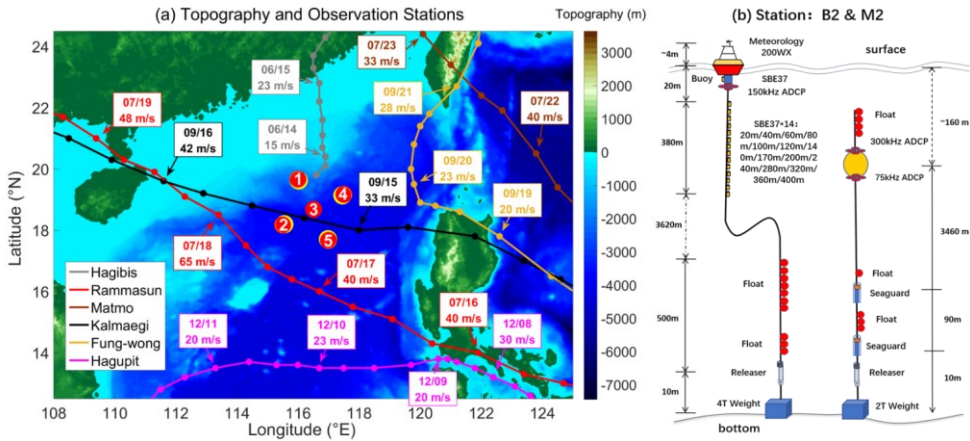 (a) Topography and Observation Stations
Topography (m)
(b) Station: B2 & M2
24
22
20
18
16
14
Latitude (°N)
108
110
112
114
116
118
120
122
124
Longitude (°E)
3000
2000
1000
0
-1000
-2000
-3000
-4000
-5000
-6000
-7000
07/19
48 m/s
09/16
42 m/s
06/15
23 m/s
06/14
15 m/s
07/23
33 m/s
09/21
28 m/s
07/22
40 m/s
09/20
23 m/s
09/15
33 m/s
09/19
20 m/s
1
4
3
2
5
07/18
65 m/s
07/17
40 m/s
07/16
40 m/s
12/11
20 m/s
12/10
23 m/s
12/08
30 m/s
12/09
20 m/s
Hagibis
Rammasun
Matmo
Kalmaegi
Fung-wong
Hagupit
~4m
Meteorology
200WX
surface
Buoy
SBE37
20m
150kHz ADCP
380m
SBE37*14:
20m/40m/60m/80
m/100m/120m/14
0m/170m/200m/2
40m/280m/320m/
360m/400m
Float
~160 m
300kHz ADCP
75kHz ADCP
3620m
3460 m
Float
Float
Seaguard
500m
Float
90m
Float
Seaguard
Releaser
Releaser
10m
10m
4T Weight
2T Weight
bottom